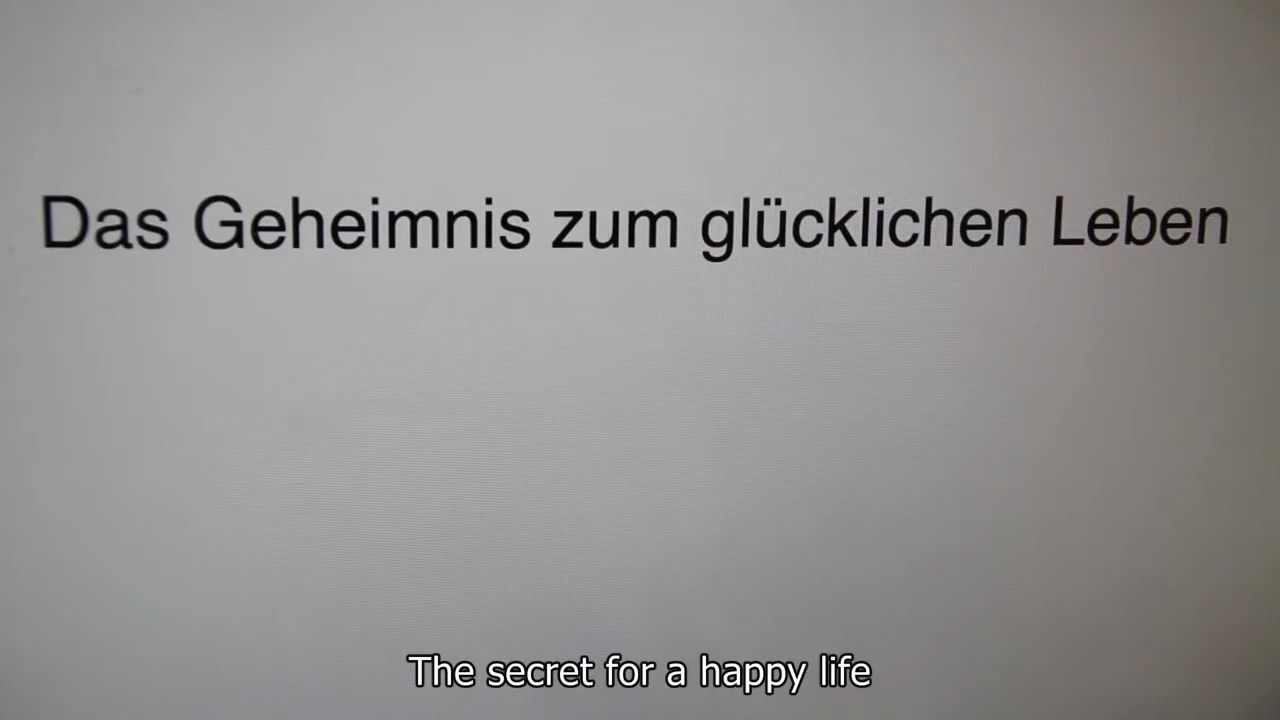 Das Geheimnis zum glücklichen Leben
The secret for a happy life